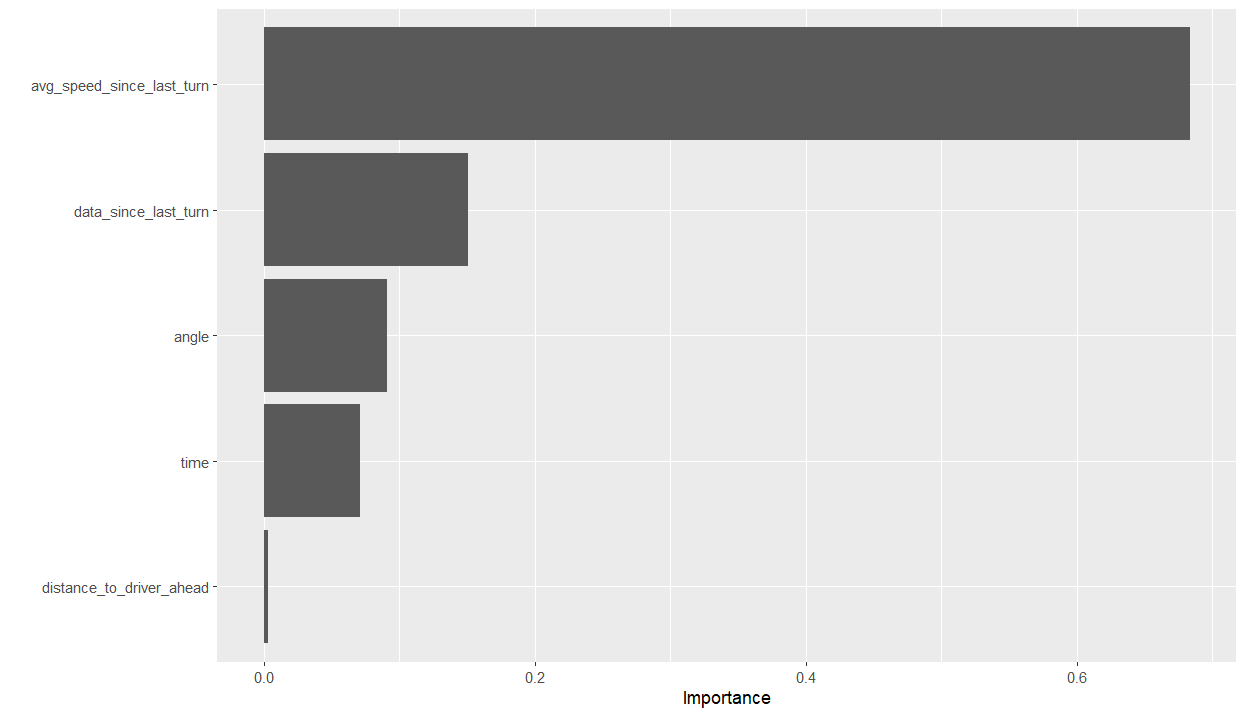 avg_speed_since_last_turn
data_since_last_turn
angle
time
distance_to_driver_ahead
0.0 0.2 0.4 0.6
Importance